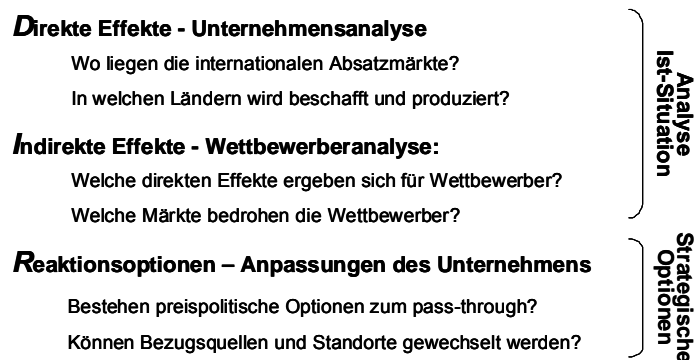 Direkte Effekte - Unternehmensanalyse
Wo liegen die internationalen Absatzmärkte?
In welchen Ländern wird beschafft und produziert?
Indirekte Effekte - Wettbewerberanalyse:
Welche direkten Effekte ergeben sich für Wettbewerber?
Welche Märkte bedrohen die Wettbewerber?
Analyse
Ist-Situation
Reaktionsoptionen – Anpassungen des Unternehmens
Bestehen preispolitische Optionen zum pass-through?
Können Bezugsquellen und Standorte gewechselt werden?
Strategische
Optionen